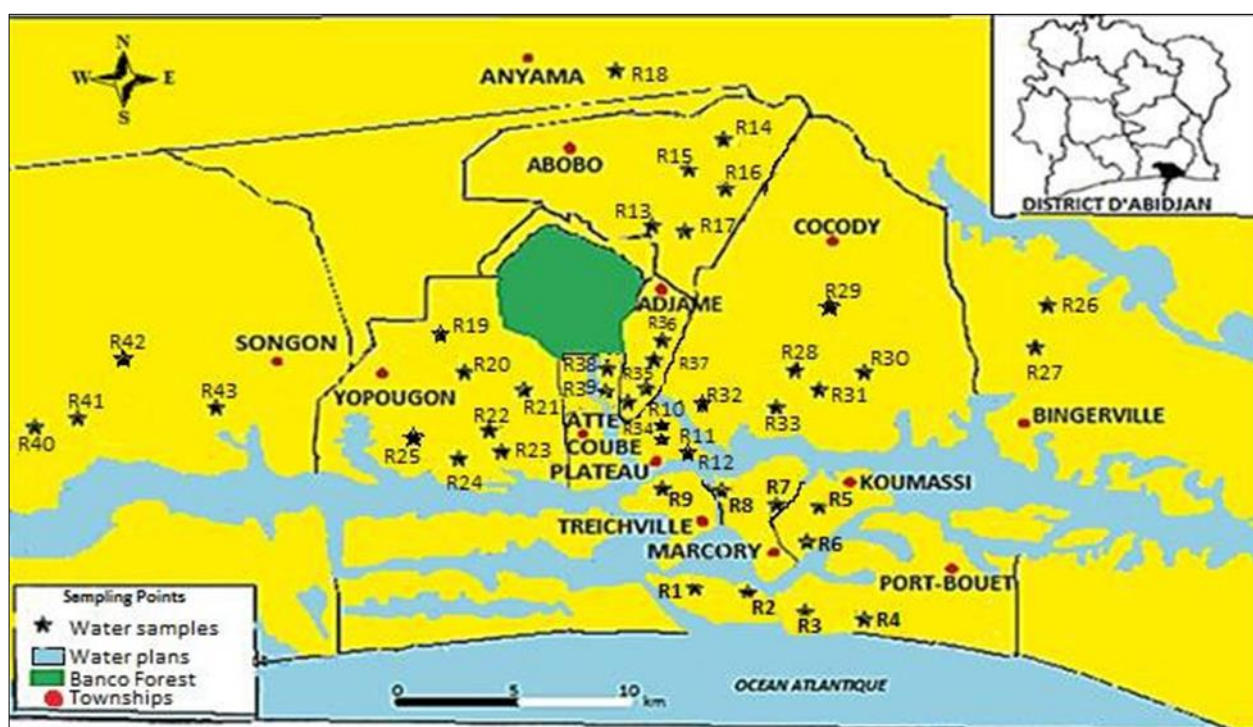 N
W E
S
ANYAMA
R18
ABOBO
R14
R15
R16
R13
R17
COCODY
DISTRICT D'ABIDJAN
ADJAME
R29
R26
R19
R36
R42
SONGON
R20
R38
R35
R37
R28
R30
R27
YOPOUGON
R21
R39
R32
R31
R43
R41
R40
R22
ATTE
COUBE
R34
R10
R33
BINGERVILLE
R25
R23
R11
R24
PLATEAU
R12
KOUMASSI
R9
R8
R7
R5
TREICHVILLE
MARCORY
R6
PORT-BOUET
R1
R2
R3
R4
Sampling Points
Water samples
Water plans
Banco Forest
Townships
0 5 10
km
OCEAN ATLANTIQUE